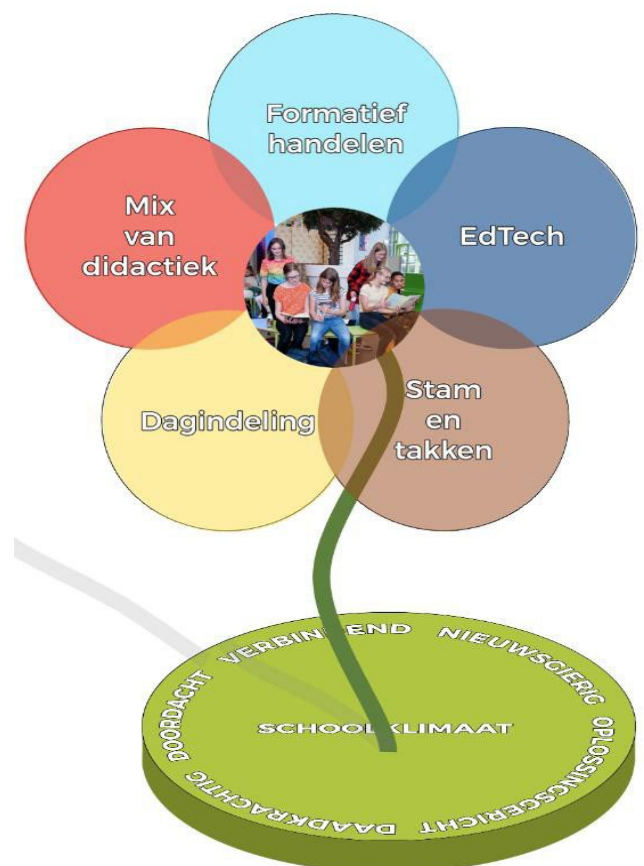 Formatief
handelen
Mix
van
didactiek
EdTech
Dagindeling
Stam
en
takken
VERBINDEND
NIEUWSGIERIG
OPLOSSINGSGERICHT
DAADKRACHTIG
DOORDACHT
SCHOOLKLIMAAT